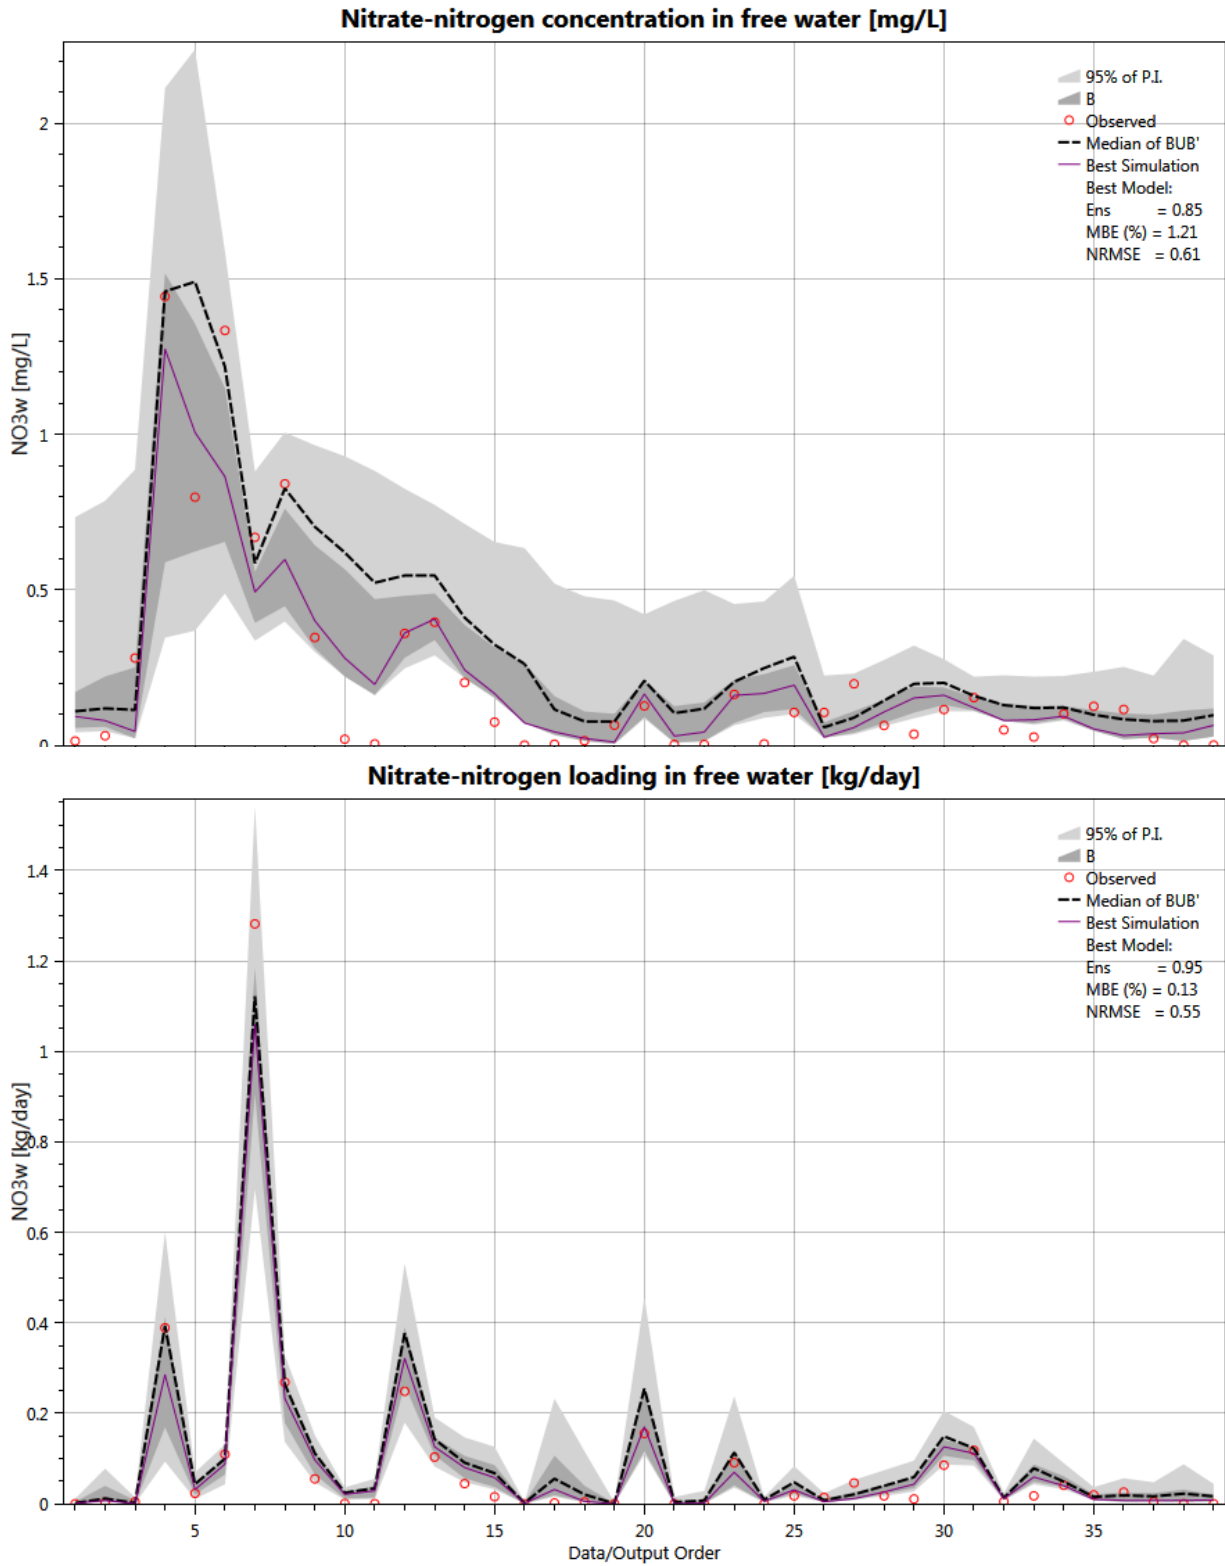 Nitrate-nitrogen concentration in free water [mg/L]
95% of P.I.
B
Observed
Median of BUB'
Best Simulation
Best Model:
Ens = 0.85
MBE (%) = 1.21
NRMSE = 0.61
NO3w [mg/L]
2
1.5
1
0.5
0
Nitrate-nitrogen loading in free water [kg/day]
95% of P.I.
B
Observed
Median of BUB'
Best Simulation
Best Model:
Ens = 0.95
MBE (%) = 0.13
NRMSE = 0.55
NO3w [kg/day]
1.4
1.2
1
0.8
0.6
0.4
0.2
0
5 10 15 20 25 30 35
Data/Output Order